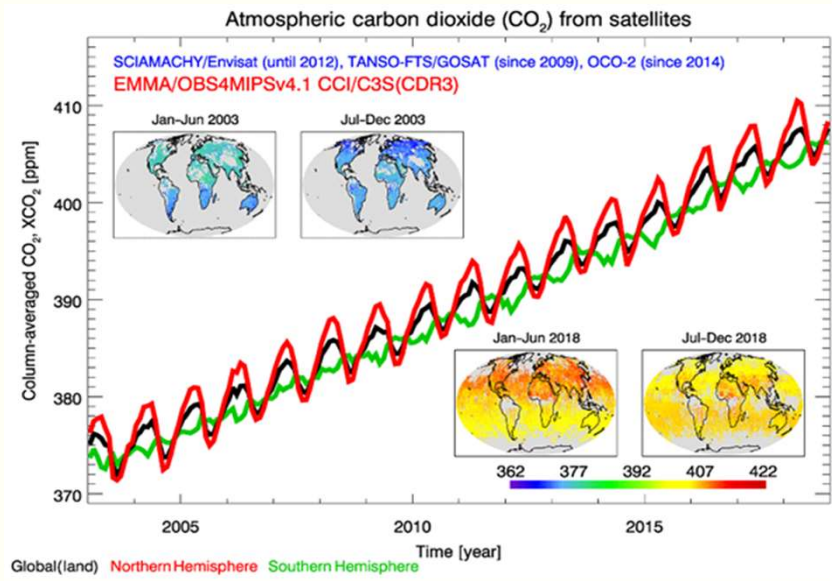 Atmospheric carbon dioxide (CO₂) from satellites
SCIAMACHY/Envisat (until 2012), TANSO-FTS/GOSAT (since 2009), OCO-2 (since 2014)
EMMA/OBS4MIPSv4.1 CCI/C3S(CDR3)
Jan-Jun 2003
Jul-Dec 2003
Column-averaged CO₂, XCO₂ [ppm]
410
400
390
380
370
Jan-Jun 2018
Jul-Dec 2018
362 377 392 407 422
2005 2010 2015
Time [year]
Global(land) Northern Hemisphere Southern Hemisphere